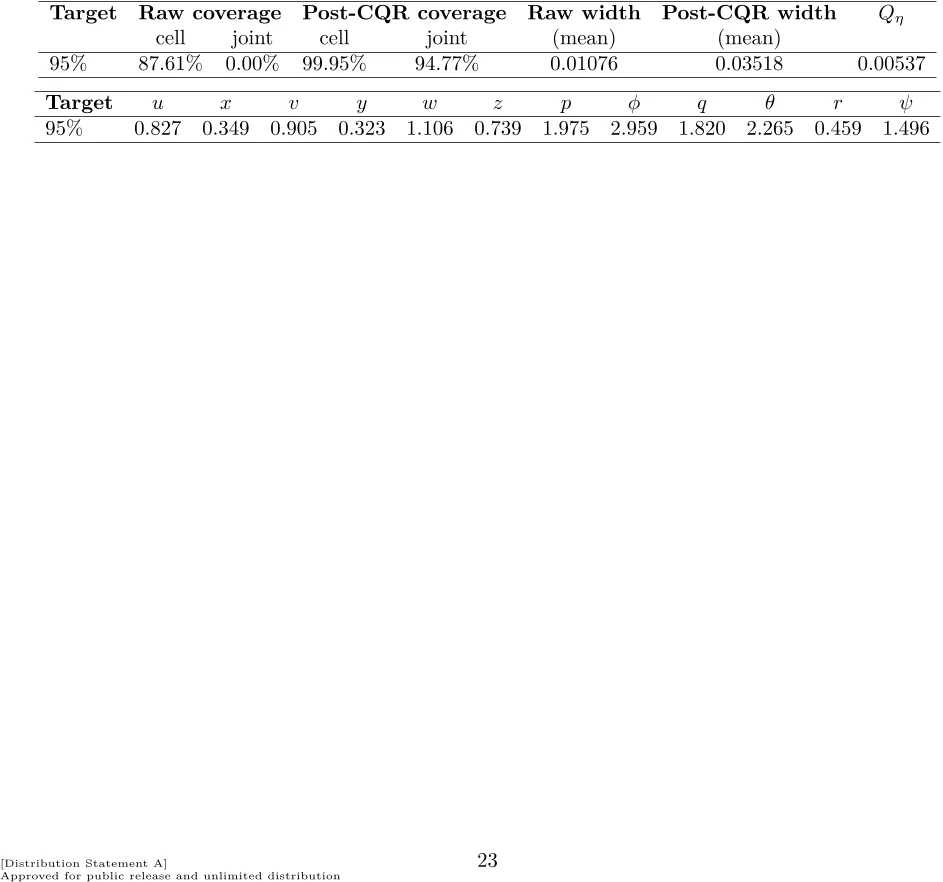 Target Raw coverage Post-CQR coverage Raw width Post-CQR width Qη
cell joint cell joint (mean) (mean)
95% 87.61% 0.00% 99.95% 94.77% 0.01076 0.03518 0.00537
Target u x v y w z p ϕ q θ r ψ
95% 0.827 0.349 0.905 0.323 1.106 0.739 1.975 2.959 1.820 2.265 0.459 1.496
23
[Distribution Statement A]
Approved for public release and unlimited distribution